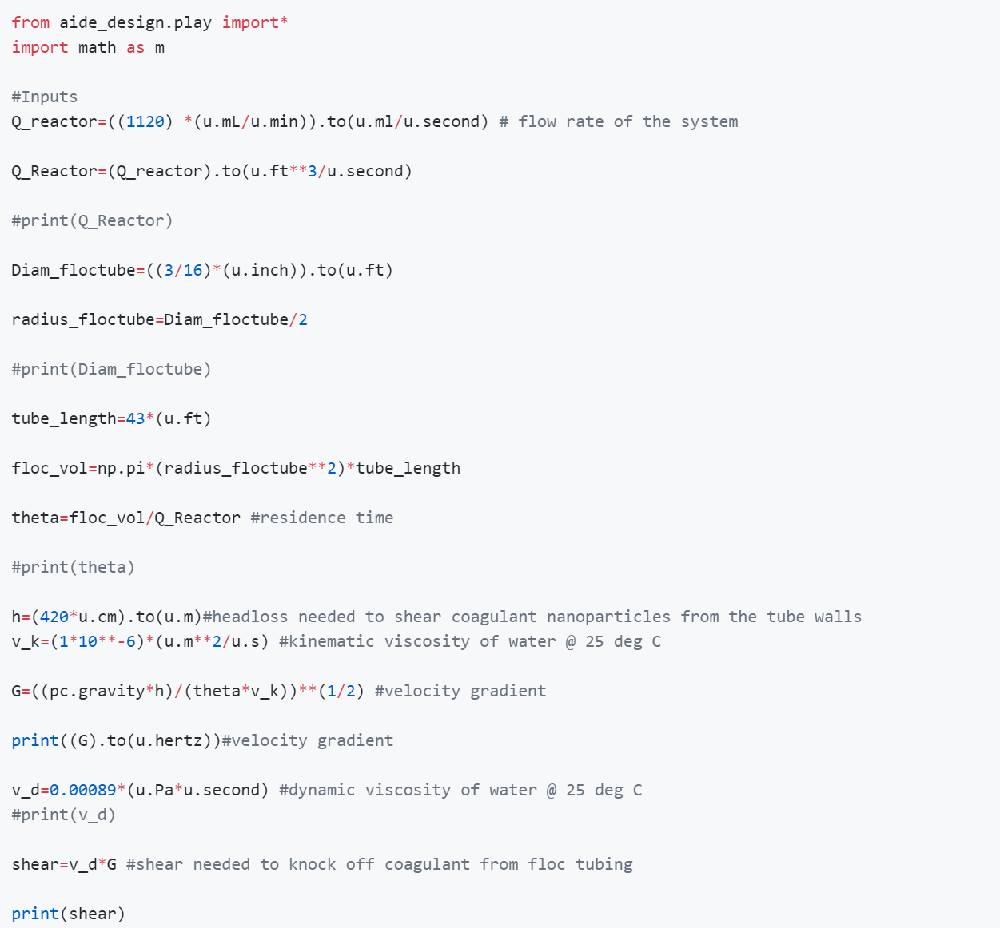 from aide_design.play import*
import math as m
#Inputs
Q_reactor=((1120) *(u.mL/u.min)).to(u.ml/u.second) # flow rate of the system
Q_Reactor=(Q_reactor).to(u.ft**3/u.second)
#print(Q_Reactor)
Diam_floctube=((3/16)*(u.inch)).to(u.ft)
radius_floctube=Diam_floctube/2
#print(Diam_floctube)
tube_length=43*(u.ft)
floc_vol=np.pi*(radius_floctube**2)*tube_length
theta=floc_vol/Q_Reactor #residence time
#print(theta)
h=(420*u.cm).to(u.m)#headloss needed to shear coagulant nanoparticles from the tube walls
v_k=(1*10**-6)*(u.m**2/u.s) #kinematic viscosity of water @ 25 deg C
G=((pc.gravity*h)/(theta*v_k))**(1/2) #velocity gradient
print((G).to(u.hertz))#velocity gradient
v_d=0.00089*(u.Pa*u.second) #dynamic viscosity of water @ 25 deg C
#print(v_d)
shear=v_d*G #shear needed to knock off coagulant from floc tubing
print(shear)